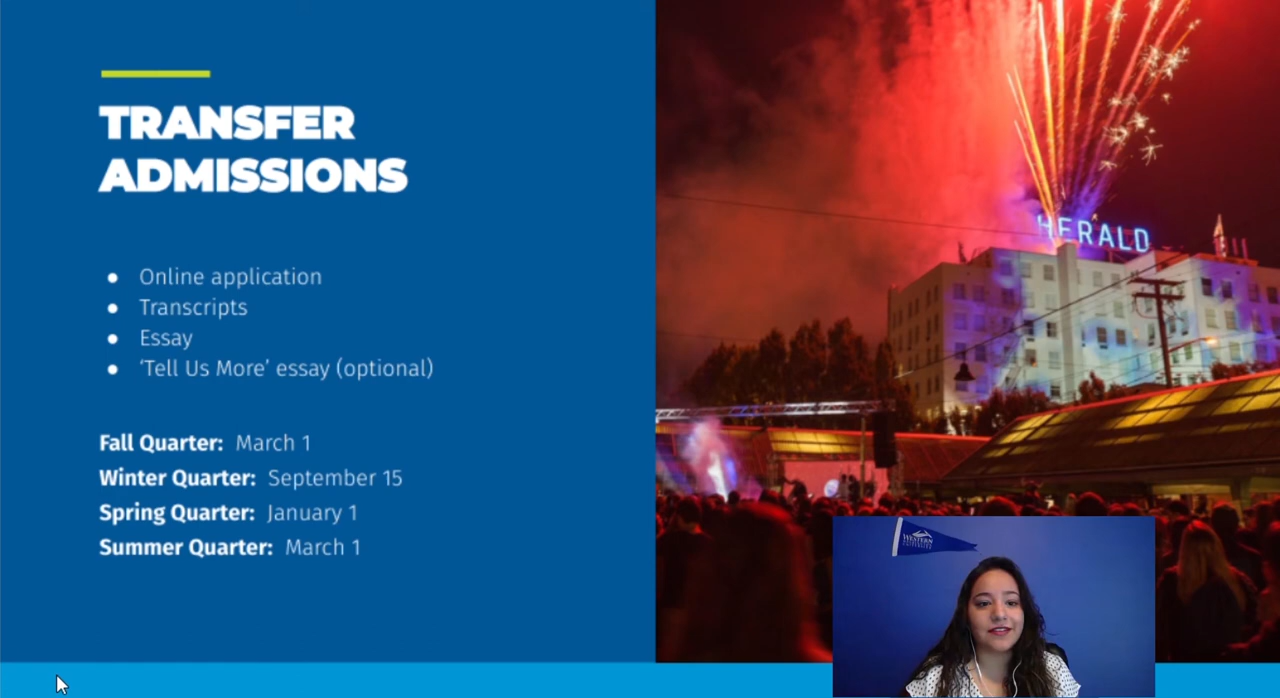 TRANSFER
ADMISSIONS
● Online application
● Transcripts
● Essay
● ‘Tell Us More’ essay (optional)
Fall Quarter: March 1
Winter Quarter: September 15
Spring Quarter: January 1
Summer Quarter: March 1
HERALD
WESTERN